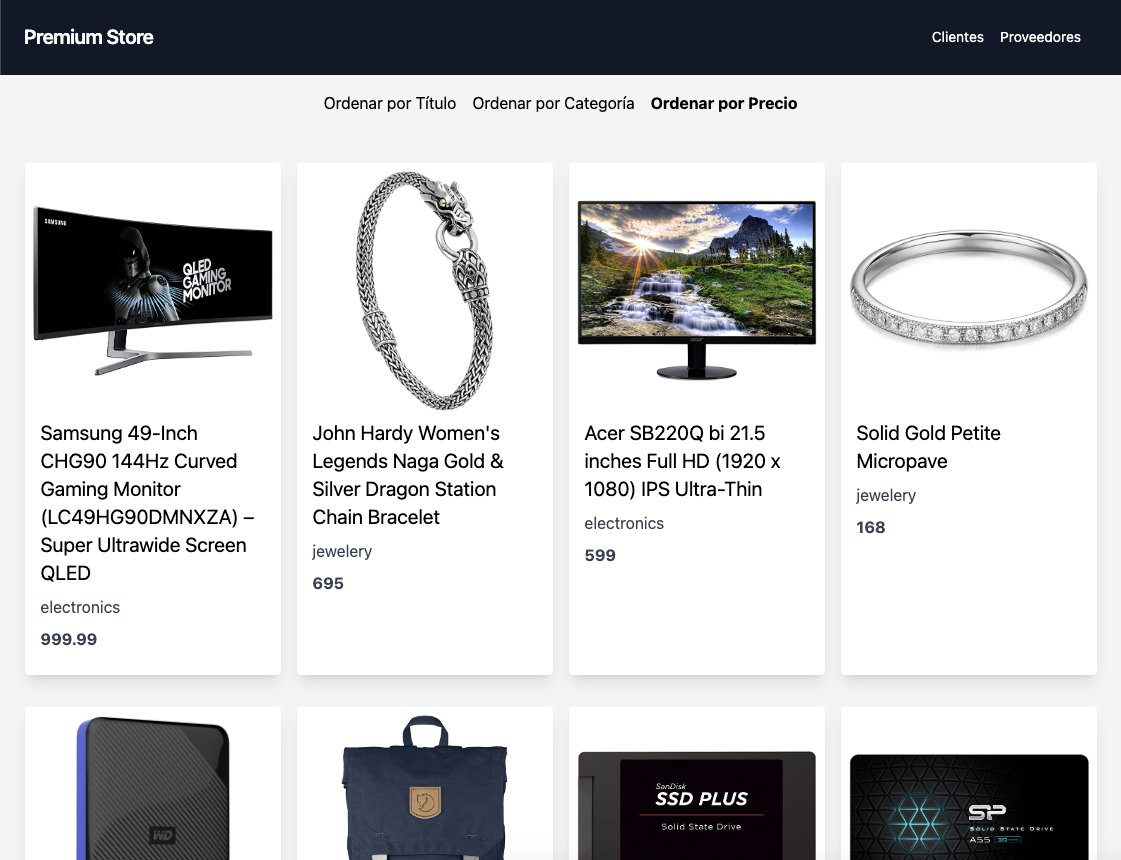 Premium Store
Clientes
Proveedores
Ordenar por Título
Ordenar por Categoría
Ordenar por Precio
SAMSUNG
QLED
GAMING
MONITOR
acer
Samsung 49-Inch
CHG90 144Hz Curved
Gaming Monitor
(LC49HG90DMNXZA) –
Super Ultrawide Screen
QLED
electronics
999.99
John Hardy Women's
Legends Naga Gold &
Silver Dragon Station
Chain Bracelet
jewelery
695
Acer SB220Q bi 21.5
inches Full HD (1920 x
1080) IPS Ultra-Thin
electronics
599
Solid Gold Petite
Micropave
jewelery
168
WD
SanDisk
SSD PLUS
Solid State Drive
SP
SOLID STATE DRIVE
A55